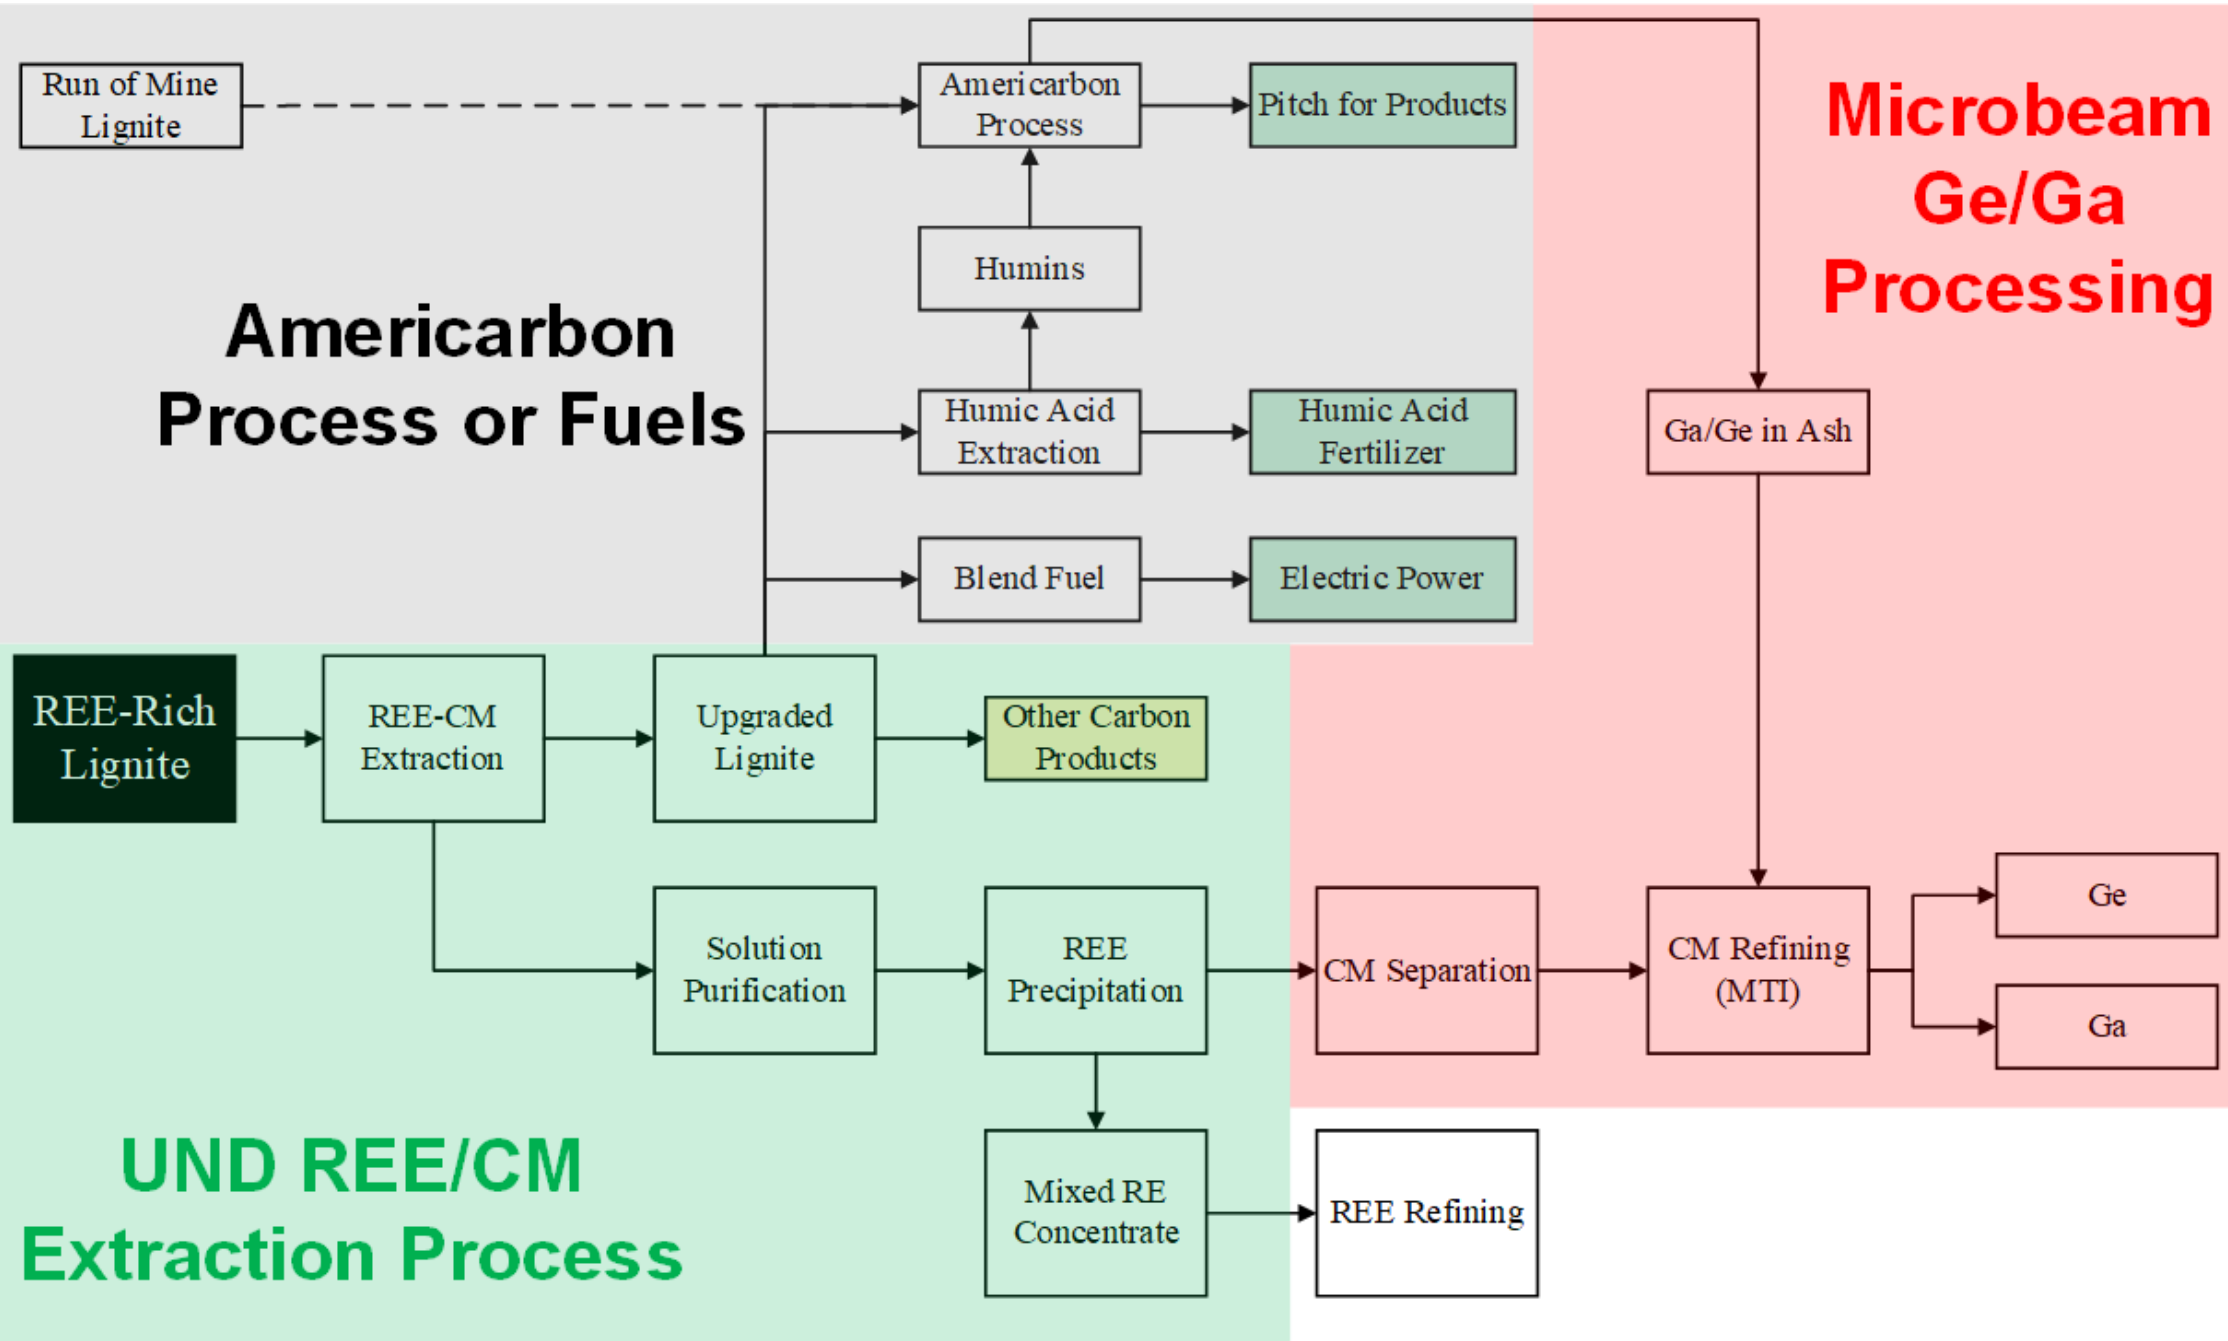 Run of Mine
Lignite
Americarbon
Process
Pitch for Products
Microbeam
Ge/Ga
Processing
Humins
Americarbon
Process or Fuels
Humic Acid
Extraction
Humic Acid
Fertilizer
Ga/Ge in Ash
Blend Fuel
Electric Power
REE-Rich
Lignite
REE-CM
Extraction
Upgraded
Lignite
Other Carbon
Products
Solution
Purification
REE
Precipitation
CM Separation
CM Refining
(MTI)
Ge
Ga
UND REE/CM
Extraction Process
Mixed RE
Concentrate
REE Refining